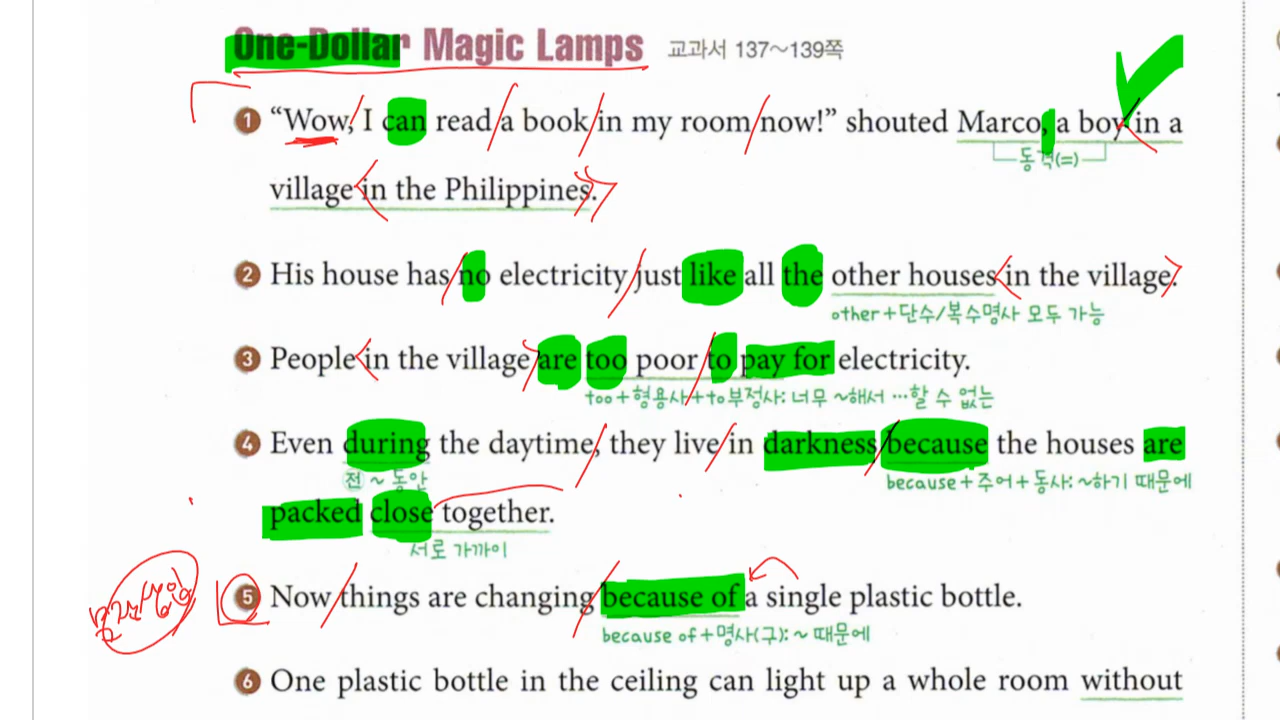 One-Dollar Magic Lamps 교과서 137~139쪽
1 “Wow, I can read a book in my room now!” shouted Marco, a boy in a
동격(=)
village in the Philippines.
2 His house has no electricity just like all the other houses in the village.
other+단수/복수명사 모두 가능
3 People in the village are too poor to pay for electricity.
too+형용사+to부정사: 너무 ~해서 …할 수 없는
4 Even during the daytime, they live in darkness because the houses are
전 ~ 동안
because+주어+동사: ~하기 때문에
packed close together.
서로 가까이
5 Now things are changing because of a single plastic bottle.
because of+명사(구): ~ 때문에
6 One plastic bottle in the ceiling can light up a whole room without